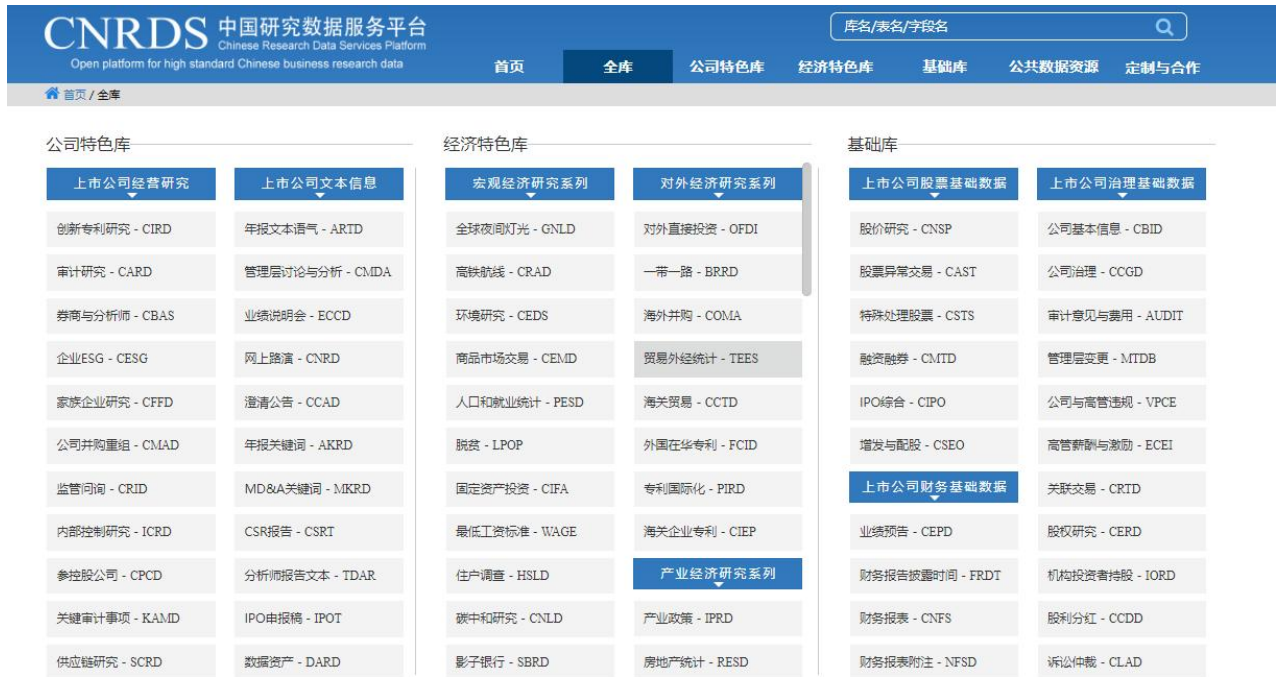 CNRDS 中国研究数据服务平台
Chinese Research Data Services Platform
Open platform for high standard Chinese business research data
库名/表名/字段名
首页 全库 公司特色库 经济特色库 基础库 公共数据资源 定制与合作
首页 / 全库
公司特色库
上市公司经营研究
创新专利研究 - CIRD
审计研究 - CARD
券商与分析师 - CBAS
企业ESG - CESG
家族企业研究 - CFFD
公司并购重组 - CMAD
监管问询 - CRID
内部控制研究 - ICRD
参控股公司 - CPCD
关键审计事项 - KAMD
供应链研究 - SCRD
上市公司文本信息
年报文本语气 - ARTD
管理层讨论与分析 - CMDA
业绩说明会 - ECCD
网上路演 - CNRD
澄清公告 - CCAD
年报关键词 - AKRD
MD&A关键词 - MKRD
CSR报告 - CSRT
分析师报告文本 - TDAR
IPO申报稿 - IPOT
数据资产 - DARD
经济特色库
宏观经济研究系列
全球夜间灯光 - GNLD
高铁航线 - CRAD
环境研究 - CEDS
商品市场交易 - CEMD
人口和就业统计 - PESD
脱贫 - LPOP
固定资产投资 - CIFA
最低工资标准 - WAGE
住户调查 - HSLD
碳中和研究 - CNLD
影子银行 - SBRD
对外经济研究系列
对外直接投资 - OFDI
一带一路 - BRRD
海外并购 - COMA
贸易外经统计 - TEES
海关贸易 - CCTD
外国在华专利 - FCID
专利国际化 - PIRD
海关企业专利 - CIEP
产业经济研究系列
产业政策 - IPRD
房地产统计 - RESD
基础库
上市公司股票基础数据
股价研究 - CNSP
股票异常交易 - CAST
特殊处理股票 - CSTS
融资融券 - CMTD
IPO综合 - CIPO
增发与配股 - CSEO
上市公司财务基础数据
业绩预告 - CEPD
财务报告披露时间 - FRDT
财务报表 - CNFS
财务报表附注 - NFSD
上市公司治理基础数据
公司基本信息 - CBID
公司治理 - CCGD
审计意见与费用 - AUDIT
管理层变更 - MTDB
公司与高管违规 - VPCE
高管薪酬与激励 - ECEI
关联交易 - CRTD
股权研究 - CERD
机构投资者持股 - IORD
股利分红 - CCDD
诉讼仲裁 - CLAD